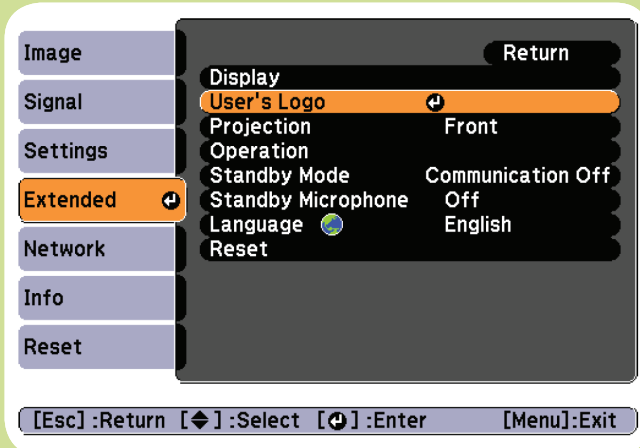 Image
Signal
Settings
Extended
Network
Info
Reset
Return
Display
User's Logo
Projection Front
Operation
Standby Mode Communication Off
Standby Microphone Off
Language English
Reset
[Esc] :Return [◆] :Select [⏎] :Enter [Menu]:Exit